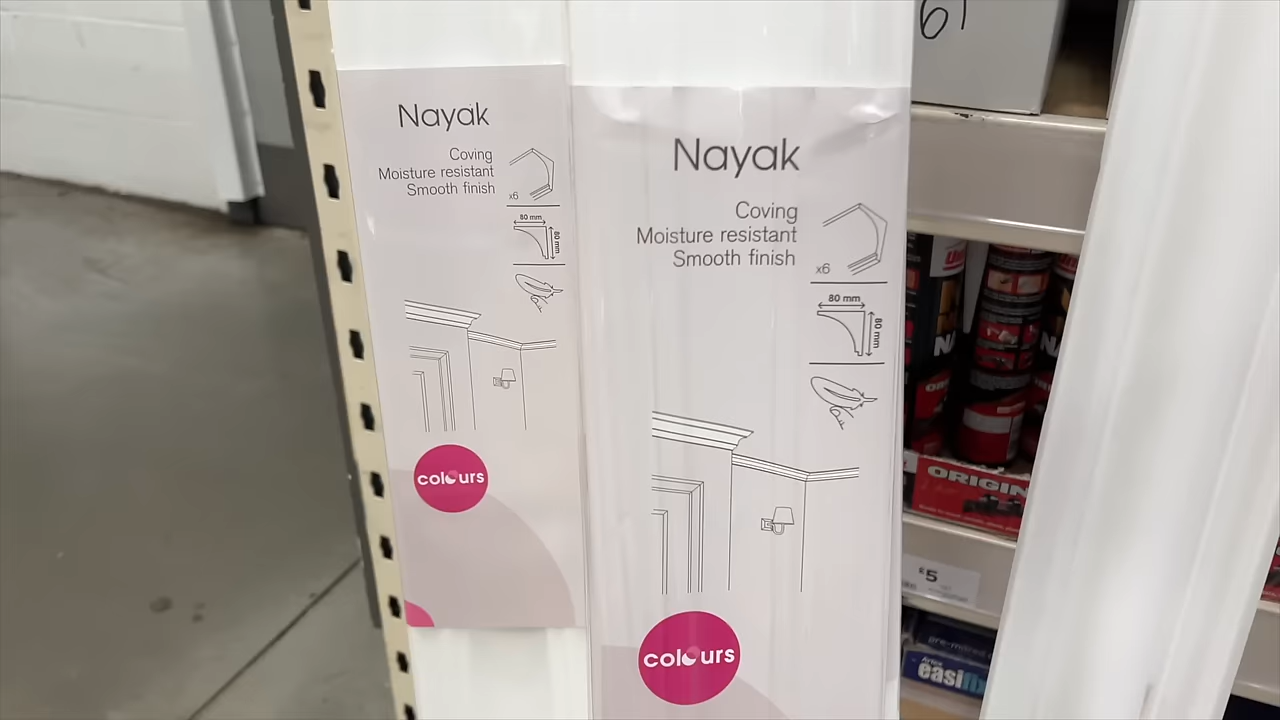 Nayak
Coving
Moisture resistant
Smooth finish
x6
80 mm
80 mm
colours
Nayak
Coving
Moisture resistant
Smooth finish
x6
80 mm
80 mm
colours
61
ORIGIN
£5
easifi